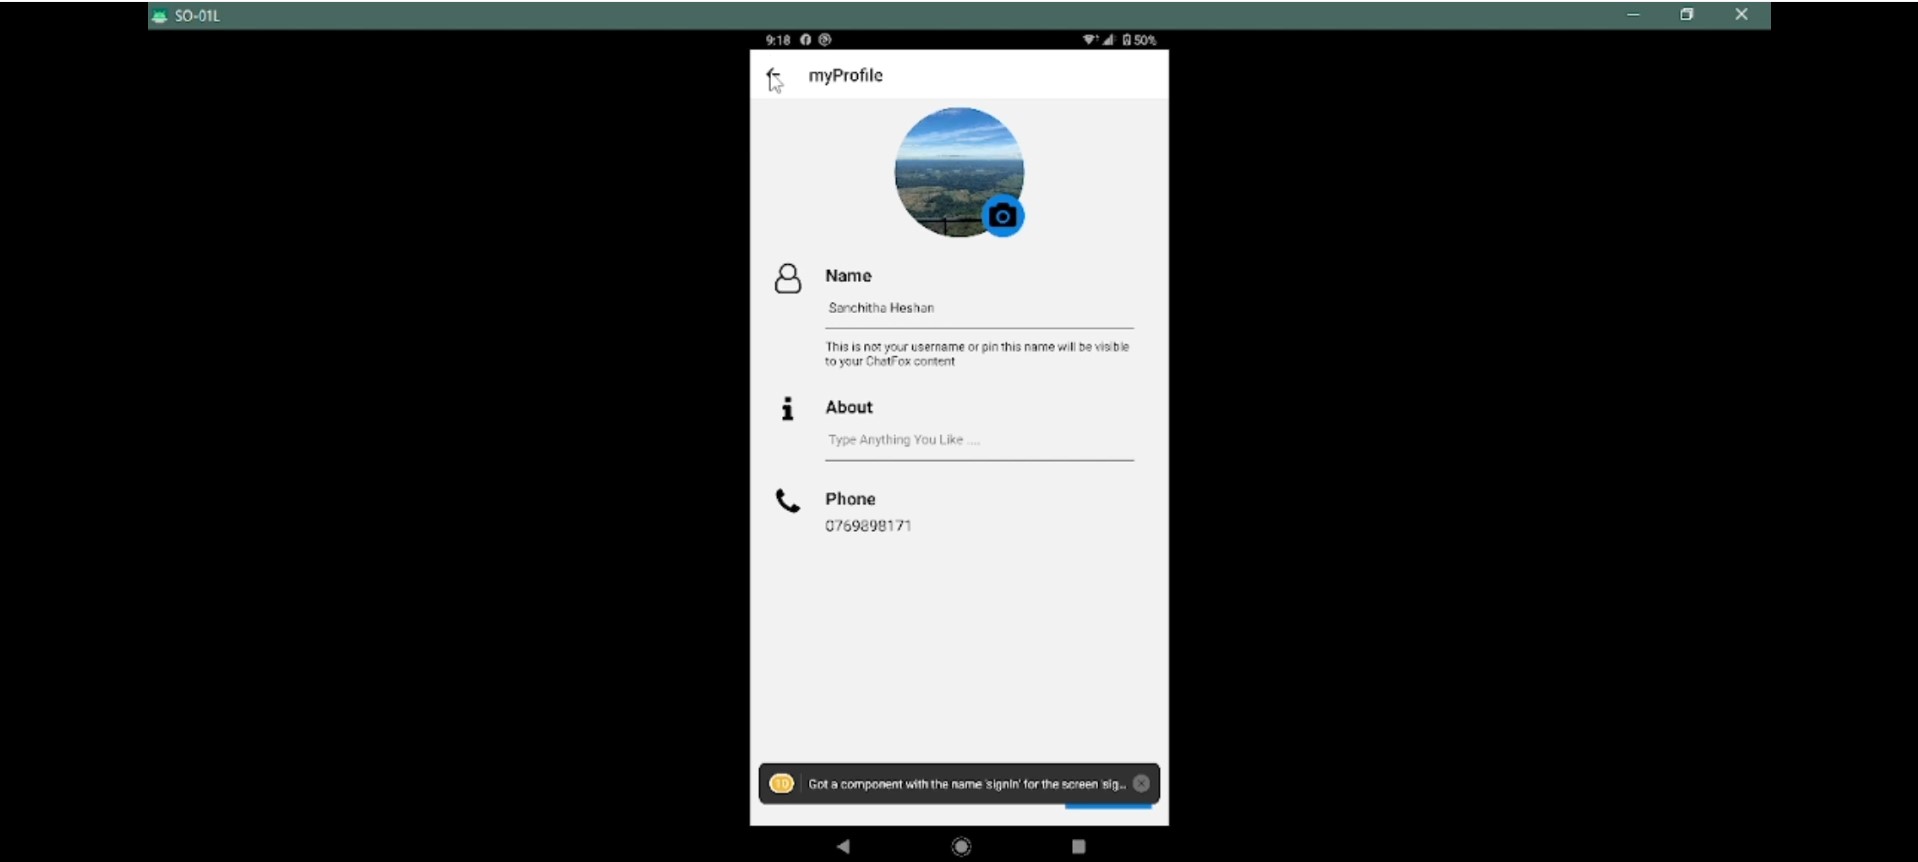 SO-01L
9:18
50%
myProfile
Name
Sanchitha Heshan
This is not your username or pin this name will be visible
to your ChatFox content
About
Type Anything You Like ....
Phone
0769898171
10
Got a component with the name 'signIn' for the screen 'sig...